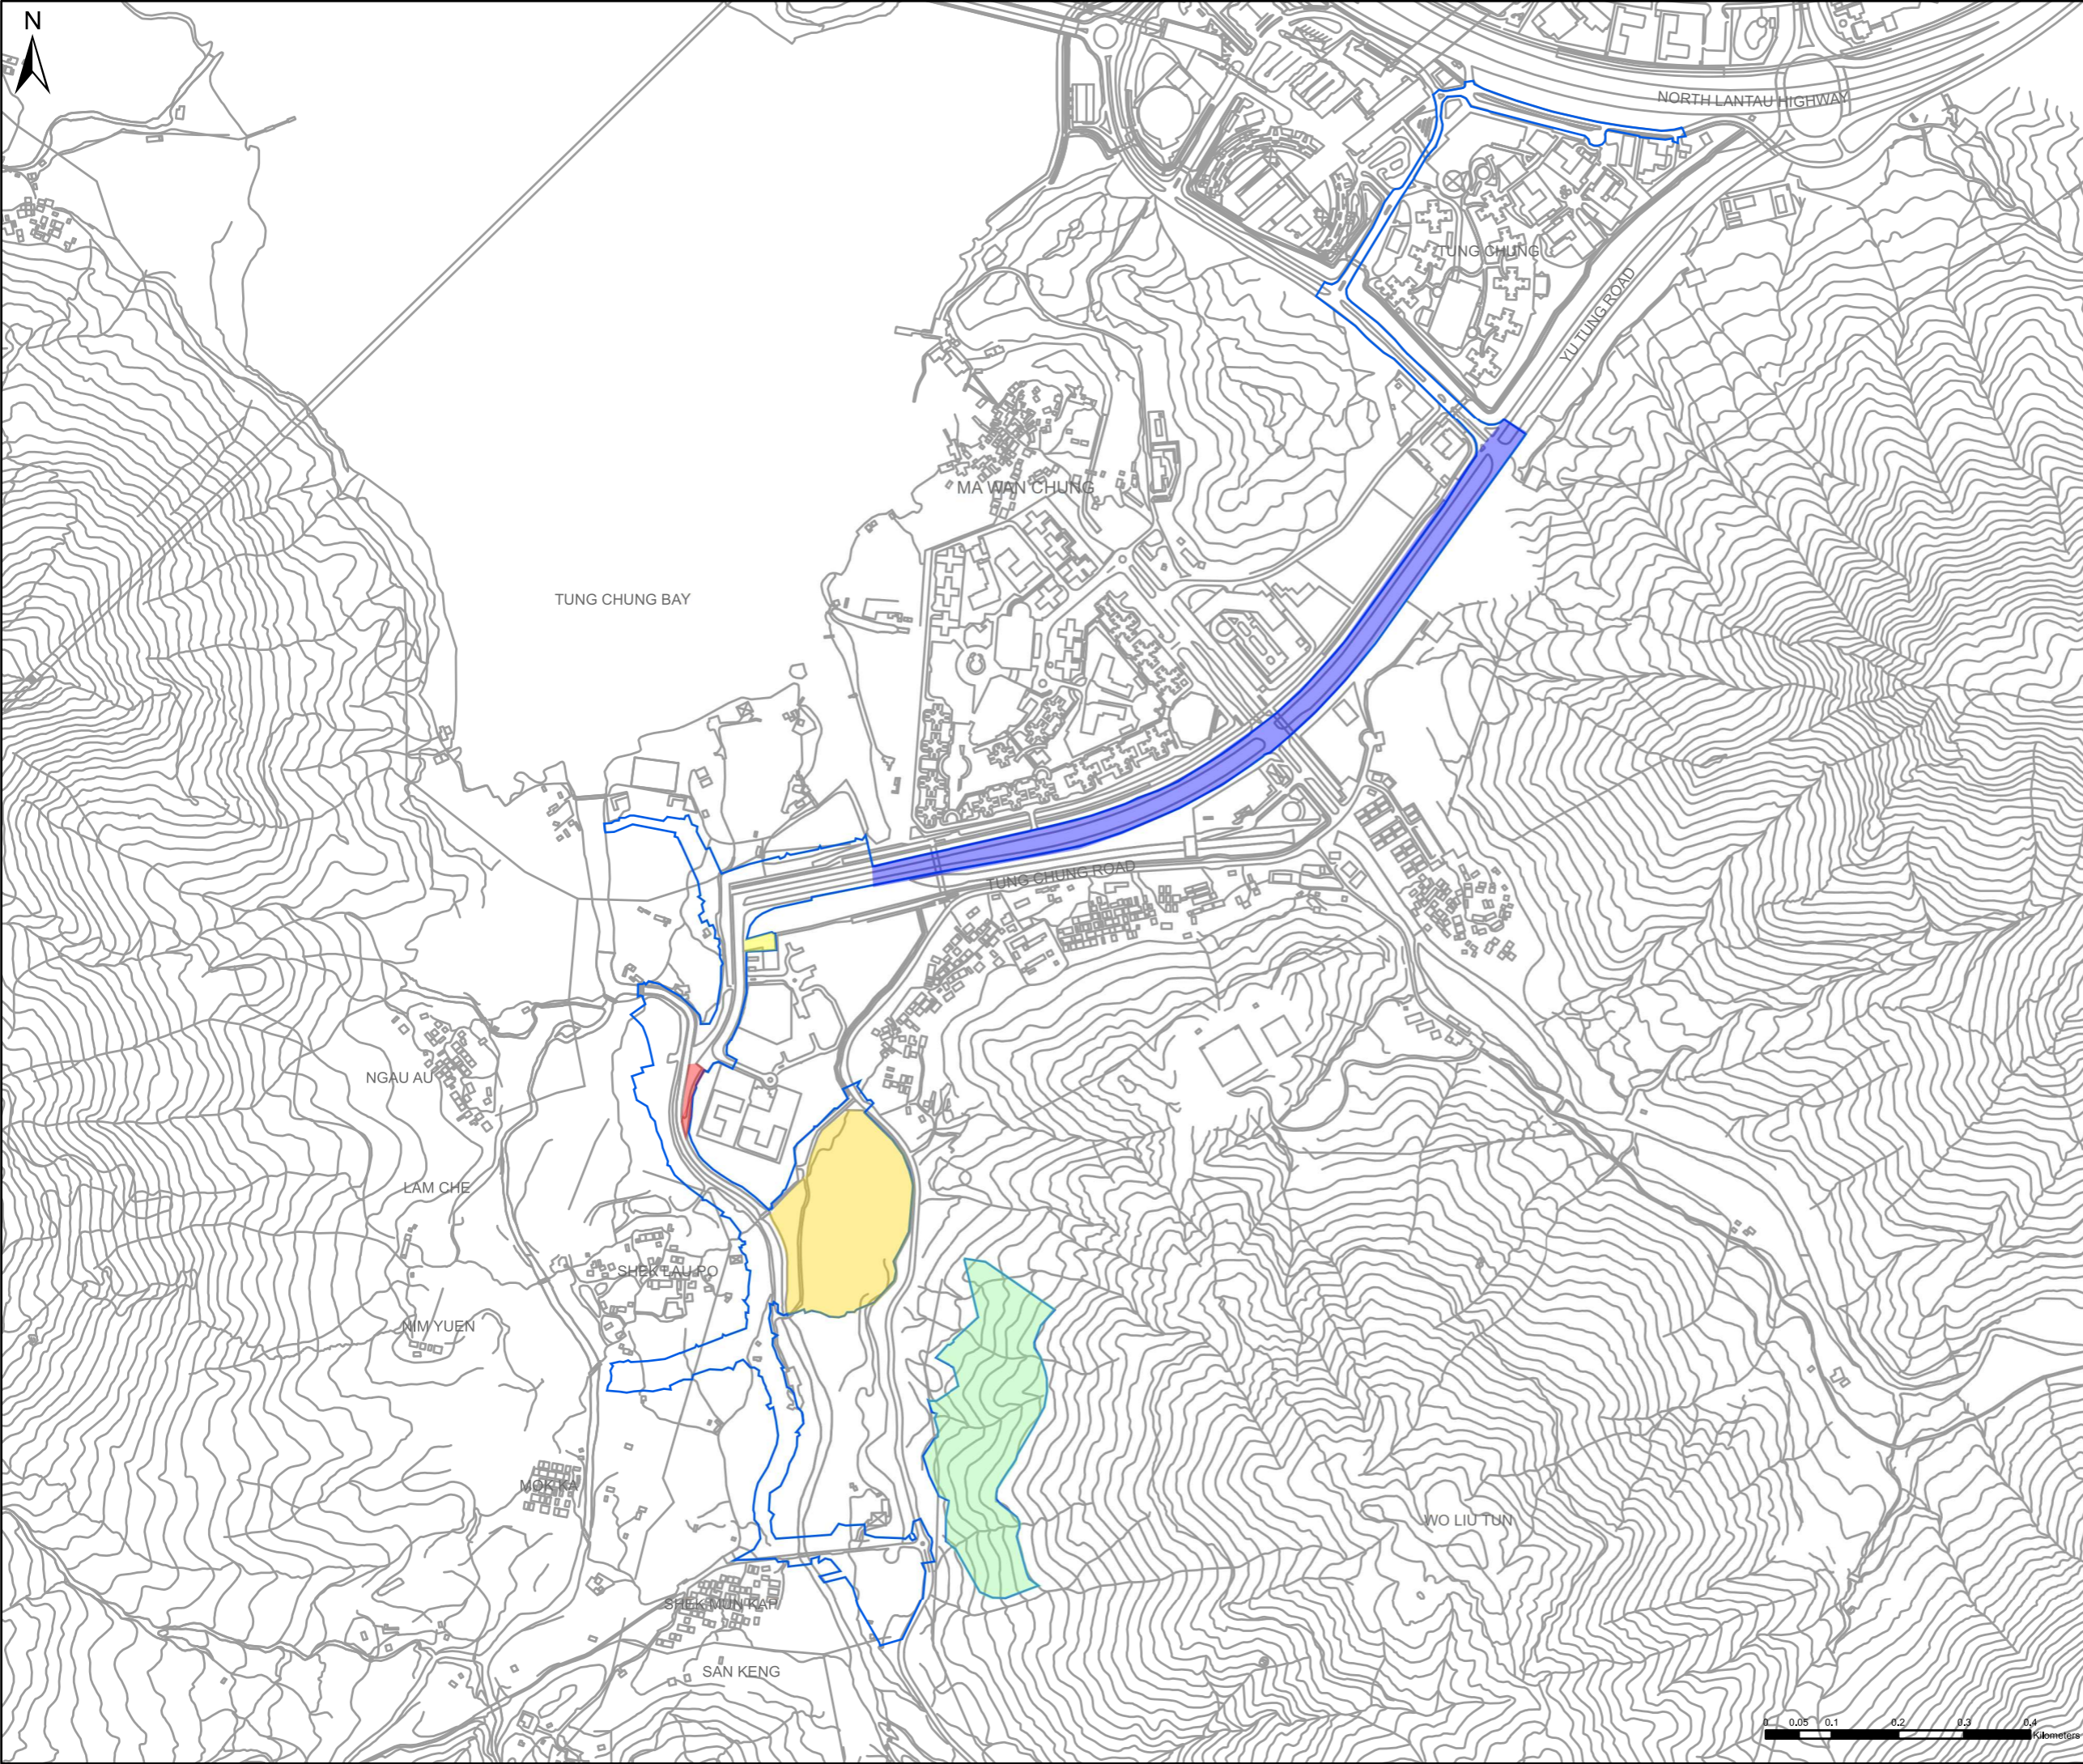 N
NORTH LANTAU HIGHWAY
TUNG CHUNG
YU TUNG ROAD
MA WAN CHUNG
TUNG CHUNG BAY
TUNG CHUNG ROAD
NGAU AU
LAM CHE
SHEK LAU PO
NIM YUEN
MOK KA
WO LIU TUN
SHEK MUN KAP
SAN KENG
0 0.05 0.1 0.2 0.3 0.4
Kilometers